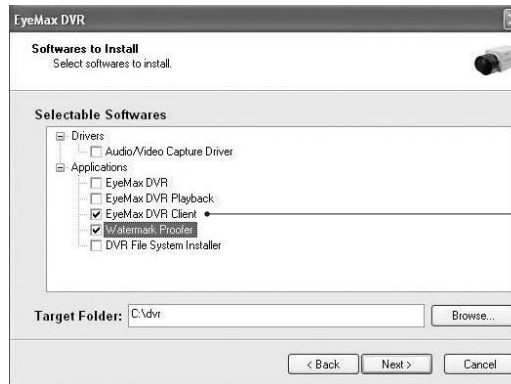 EyeMax DVR
Softwares to Install
Select softwares to install.
Selectable Softwares
Drivers
Audio/Video Capture Driver
Applications
EyeMax DVR
EyeMax DVR Playback
EyeMax DVR Client
Watermark Proofer
DVR File System Installer
Target Folder: C:\dvr Browse...
< Back Next > Cancel